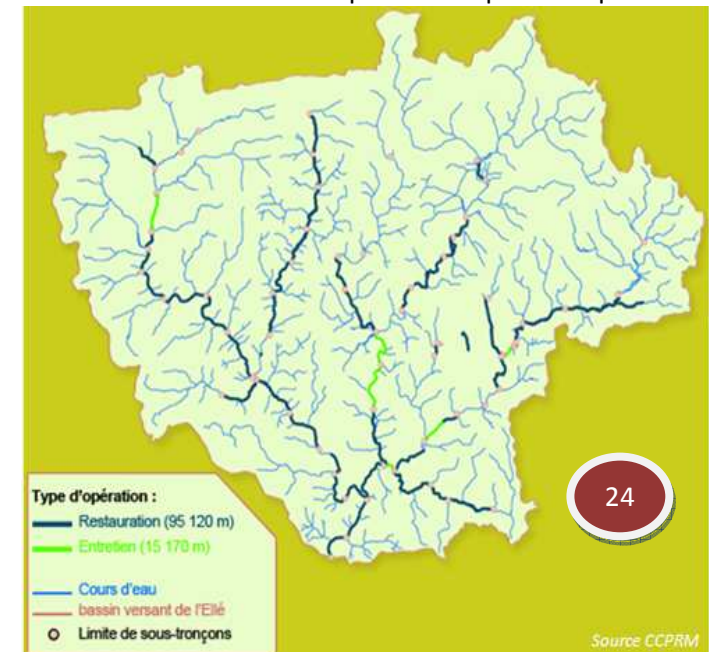 24
Type d'opération :
Restauration (95 120 m)
Entretien (15 170 m)
Cours d'eau
bassin versant de l'Ellé
Limite de sous-tronçons
Source CCPRM